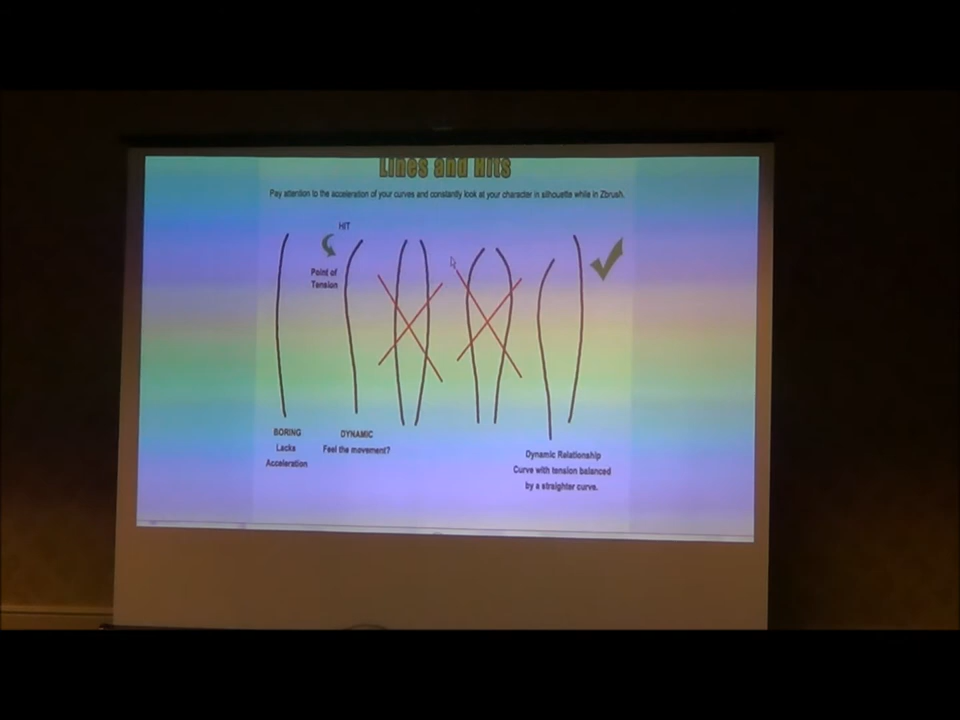 Lines and Hits
Pay attention to the acceleration of your curves and constantly look at your character in silhouette while in Zbrush.
HIT
Point of
Tension
BORING
Lacks
Acceleration
DYNAMIC
Feel the movement?
Dynamic Relationship
Curve with tension balanced
by a straighter curve.